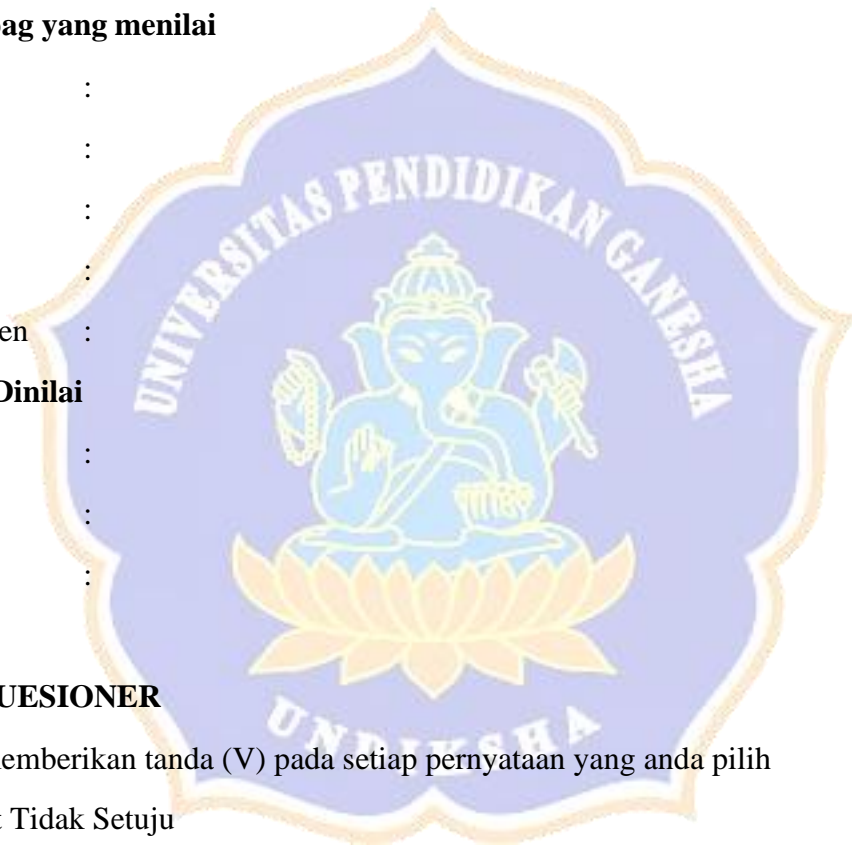 ag yang menilai
:
:
:
:
en :
Dinilai
:
:
:
UESIONER
emberikan tanda (V) pada setiap pernyataan yang anda pilih
t Tidak Setuju
UNIVERSITAS PENDIDIKAN GANESHA
UNDIKSHA